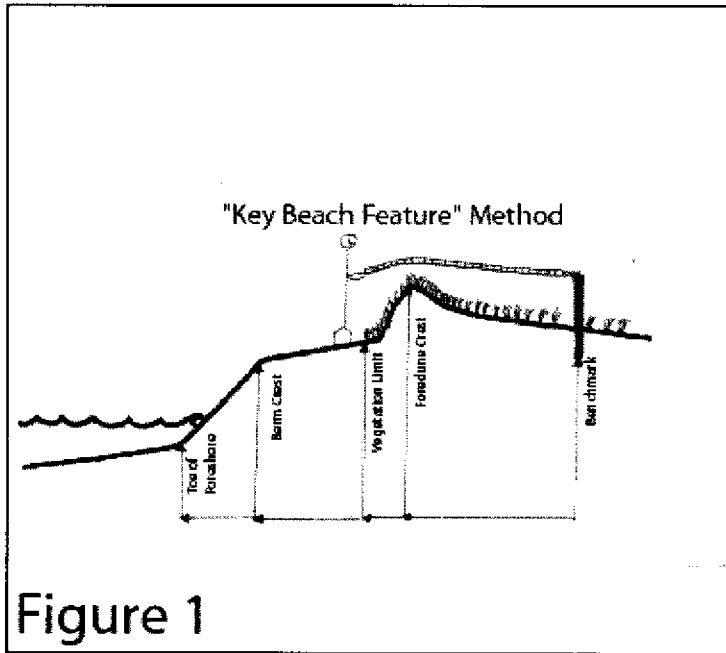 "Key Beach Feature" Method
Toe of
Foreshore
Berm Crest
Vegetation Limit
Foredune Crest
Benchmark
Figure 1